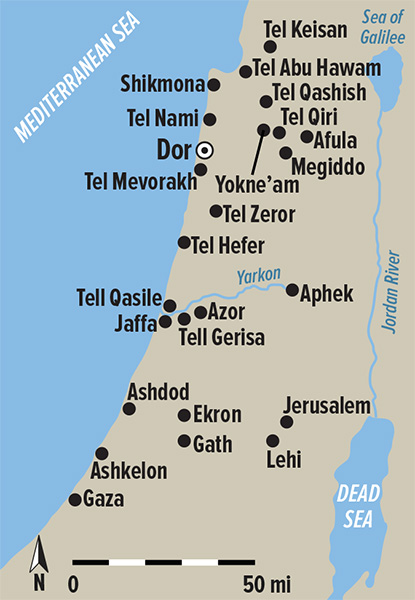 MEDITERRANEAN SEA
Sea of
Galilee
Tel Keisan
Tel Abu Hawam
Shikmona
Tel Qashish
Tel Nami
Tel Qiri
Afula
Dor
Megiddo
Tel Mevorakh
Yokne’am
Tel Zeror
Tel Hefer
Yarkon
Jordan River
Tell Qasile
Aphek
Jaffa
Azor
Tell Gerisa
Ashdod
Ekron
Jerusalem
Gath
Lehi
Ashkelon
Gaza
DEAD
SEA
N
0
50 mi